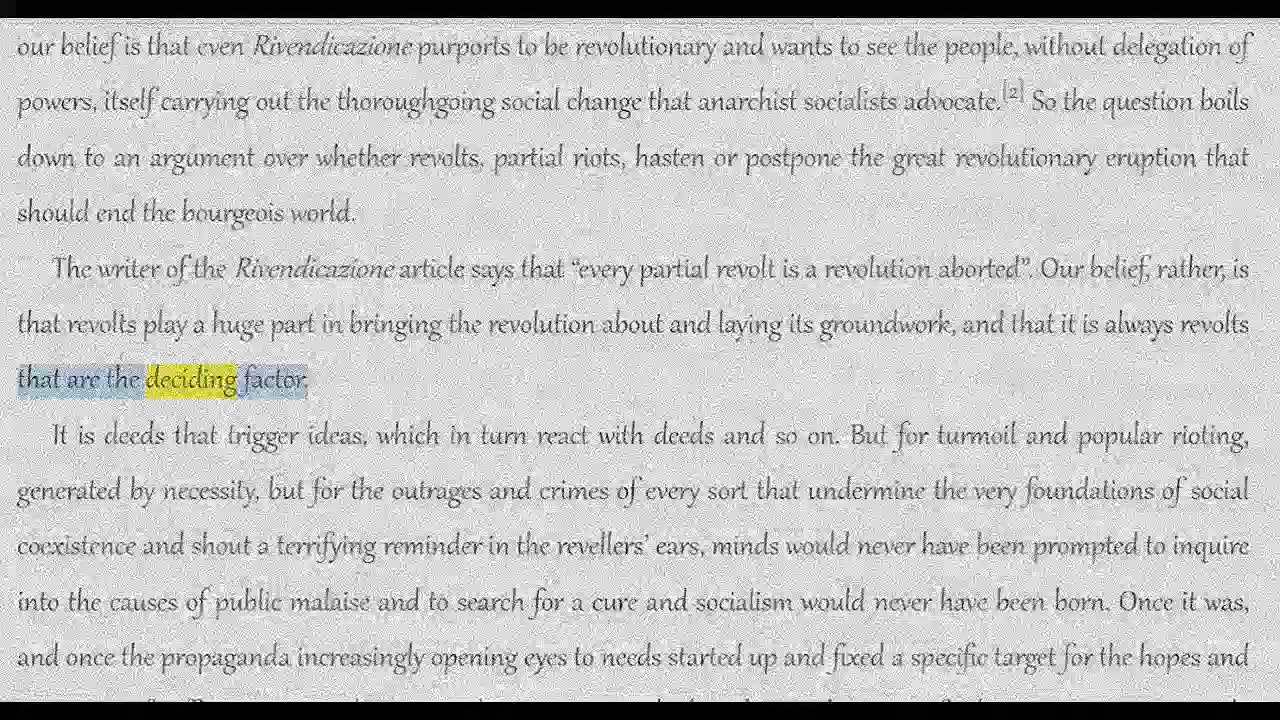 our belief is that even Rivendicazione purports to be revolutionary and wants to see the people, without delegation of
powers, itself carrying out the thoroughgoing social change that anarchist socialists advocate.[2] So the question boils
down to an argument over whether revolts, partial riots, hasten or postpone the great revolutionary eruption that
should end the bourgeois world.
The writer of the Rivendicazione article says that “every partial revolt is a revolution aborted”. Our belief, rather, is
that revolts play a huge part in bringing the revolution about and laying its groundwork, and that it is always revolts
that are the deciding factor.
It is deeds that trigger ideas, which in turn react with deeds and so on. But for turmoil and popular rioting,
generated by necessity, but for the outrages and crimes of every sort that undermine the very foundations of social
coexistence and shout a terrifying reminder in the revellers’ ears, minds would never have been prompted to inquire
into the causes of public malaise and to search for a cure and socialism would never have been born. Once it was,
and once the propaganda increasingly opening eyes to needs started up and fixed a specific target for the hopes and